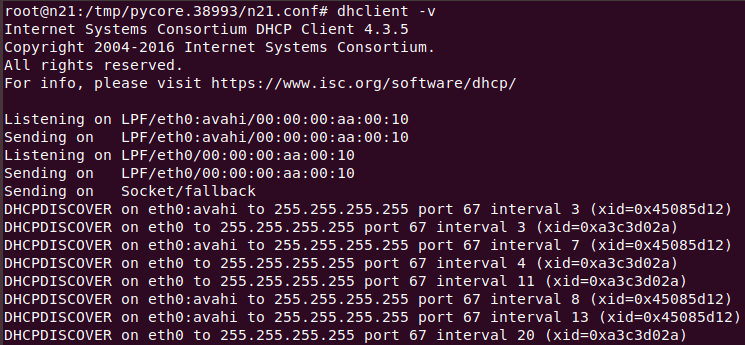 root@n21:/tmp/pycore.38993/n21.conf# dhclient -v
Internet Systems Consortium DHCP Client 4.3.5
Copyright 2004-2016 Internet Systems Consortium.
All rights reserved.
For info, please visit https://www.isc.org/software/dhcp/

Listening on LPF/eth0:avahi/00:00:00:aa:00:10
Sending on   LPF/eth0:avahi/00:00:00:aa:00:10
Listening on LPF/eth0/00:00:00:aa:00:10
Sending on   LPF/eth0/00:00:00:aa:00:10
Sending on   Socket/fallback
DHCPDISCOVER on eth0:avahi to 255.255.255.255 port 67 interval 3 (xid=0x45085d12)
DHCPDISCOVER on eth0 to 255.255.255.255 port 67 interval 3 (xid=0xa3c3d02a)
DHCPDISCOVER on eth0:avahi to 255.255.255.255 port 67 interval 7 (xid=0x45085d12)
DHCPDISCOVER on eth0 to 255.255.255.255 port 67 interval 4 (xid=0xa3c3d02a)
DHCPDISCOVER on eth0 to 255.255.255.255 port 67 interval 11 (xid=0xa3c3d02a)
DHCPDISCOVER on eth0:avahi to 255.255.255.255 port 67 interval 8 (xid=0x45085d12)
DHCPDISCOVER on eth0:avahi to 255.255.255.255 port 67 interval 13 (xid=0x45085d12)
DHCPDISCOVER on eth0 to 255.255.255.255 port 67 interval 20 (xid=0xa3c3d02a)